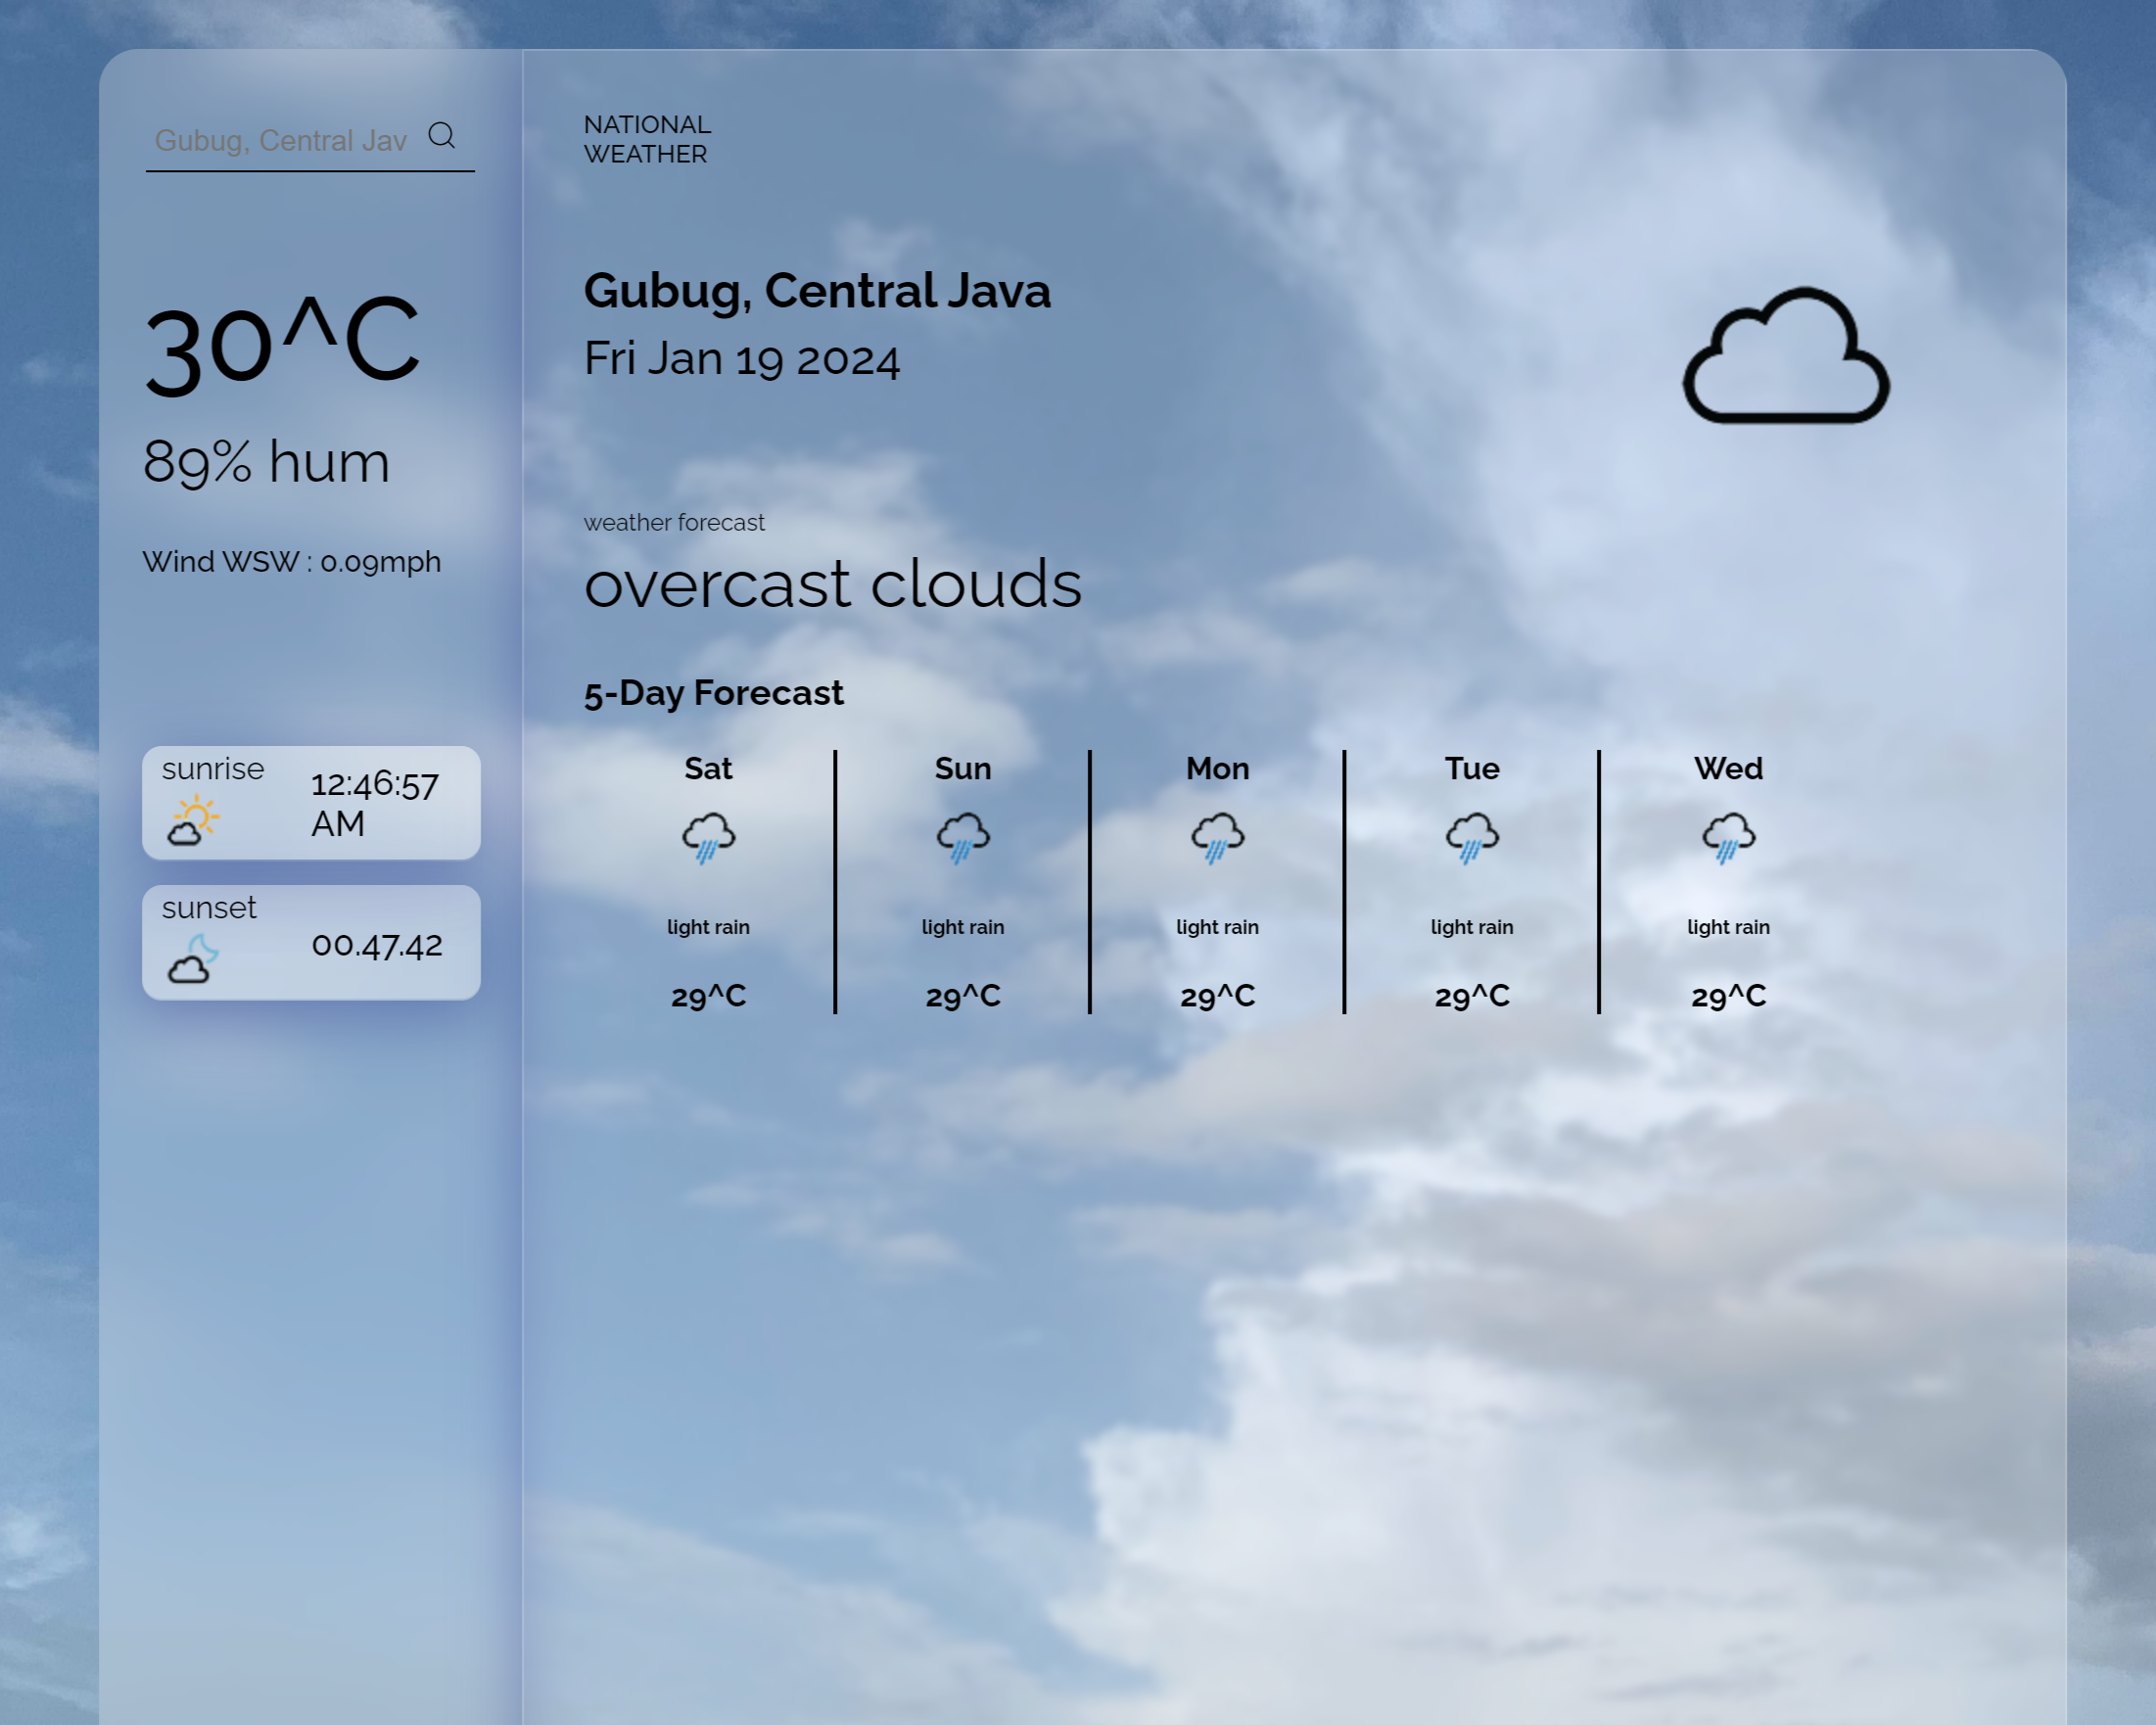 Gubug, Central Jav
30^C
89% hum
Wind WSW : 0.09mph
sunrise
12:46:57
AM
sunset
00.47.42
NATIONAL
WEATHER
Gubug, Central Java
Fri Jan 19 2024
weather forecast
overcast clouds
5-Day Forecast
Sat Sun Mon Tue Wed
light rain light rain light rain light rain light rain
29^C 29^C 29^C 29^C 29^C